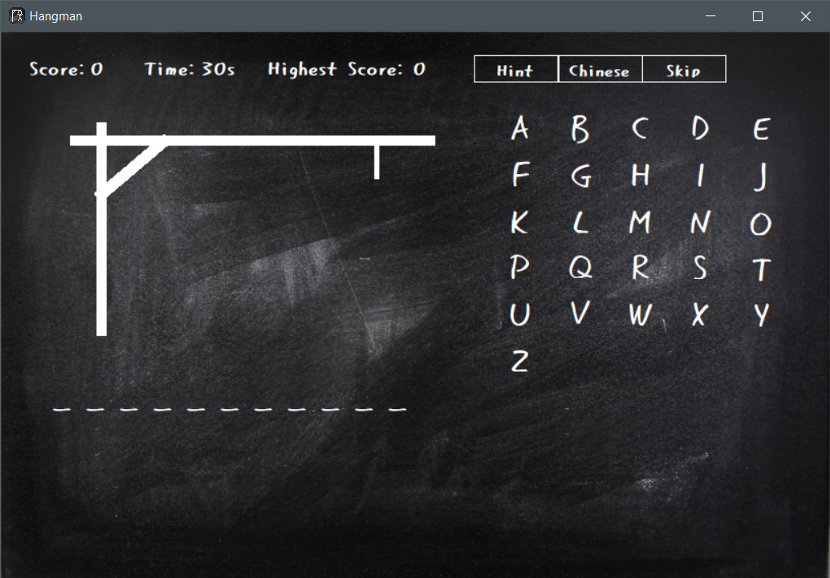 Hangman
Score: 0 Time: 30s Highest Score: 0 Hint Chinese Skip
A B C D E
F G H I J
K L M N O
P Q R S T
U V W X Y
Z
_ _ _ _ _ _ _ _ _ _ _